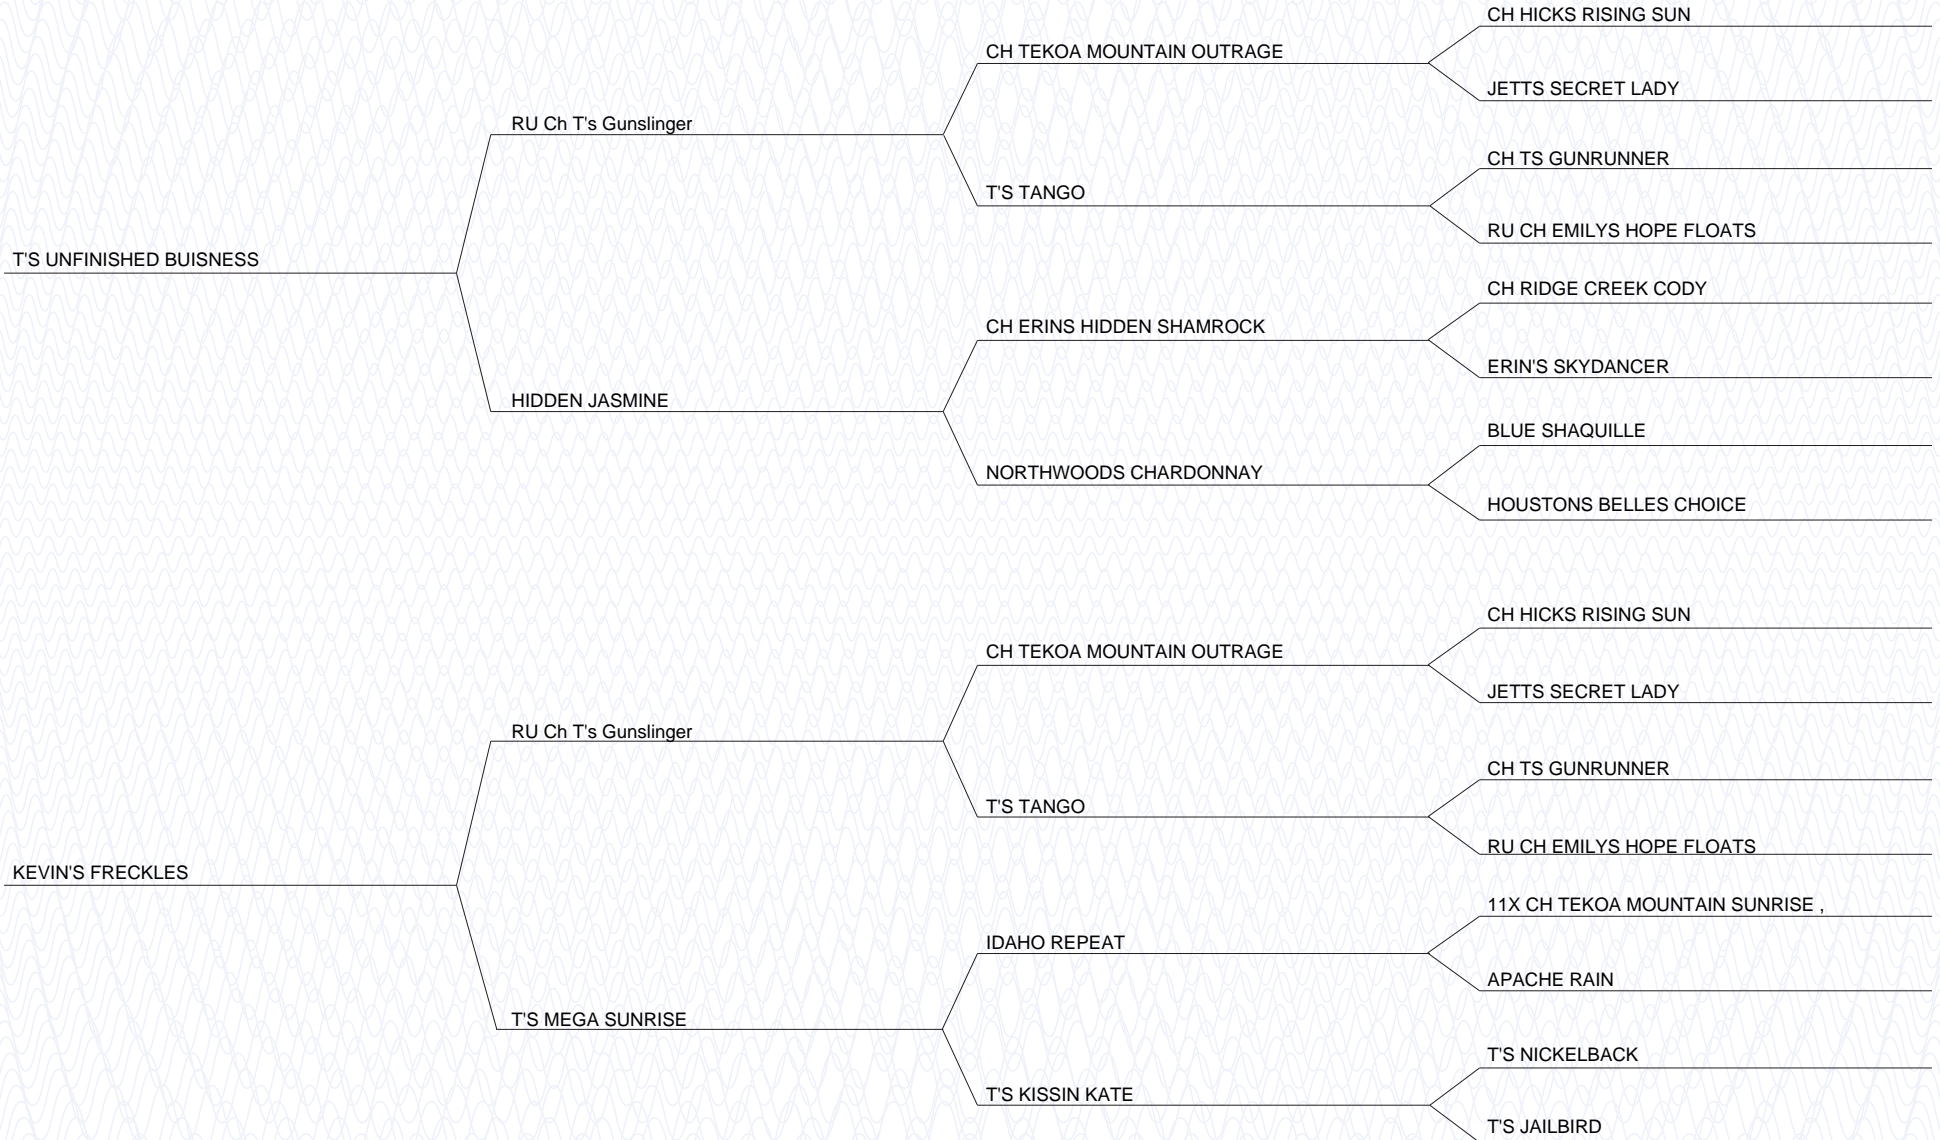 CH HICKS RISING SUN
CH TEKOA MOUNTAIN OUTRAGE
JETTS SECRET LADY
RU Ch T's Gunslinger
CH TS GUNRUNNER
T'S TANGO
RU CH EMILYS HOPE FLOATS
T'S UNFINISHED BUISNESS
CH RIDGE CREEK CODY
CH ERINS HIDDEN SHAMROCK
ERIN'S SKYDANCER
HIDDEN JASMINE
BLUE SHAQUILLE
NORTHWOODS CHARDONNAY
HOUSTONS BELLES CHOICE
CH HICKS RISING SUN
CH TEKOA MOUNTAIN OUTRAGE
JETTS SECRET LADY
RU Ch T's Gunslinger
CH TS GUNRUNNER
T'S TANGO
RU CH EMILYS HOPE FLOATS
KEVIN'S FRECKLES
11X CH TEKOA MOUNTAIN SUNRISE ,
IDAHO REPEAT
APACHE RAIN
T'S MEGA SUNRISE
T'S NICKELBACK
T'S KISSIN KATE
T'S JAILBIRD